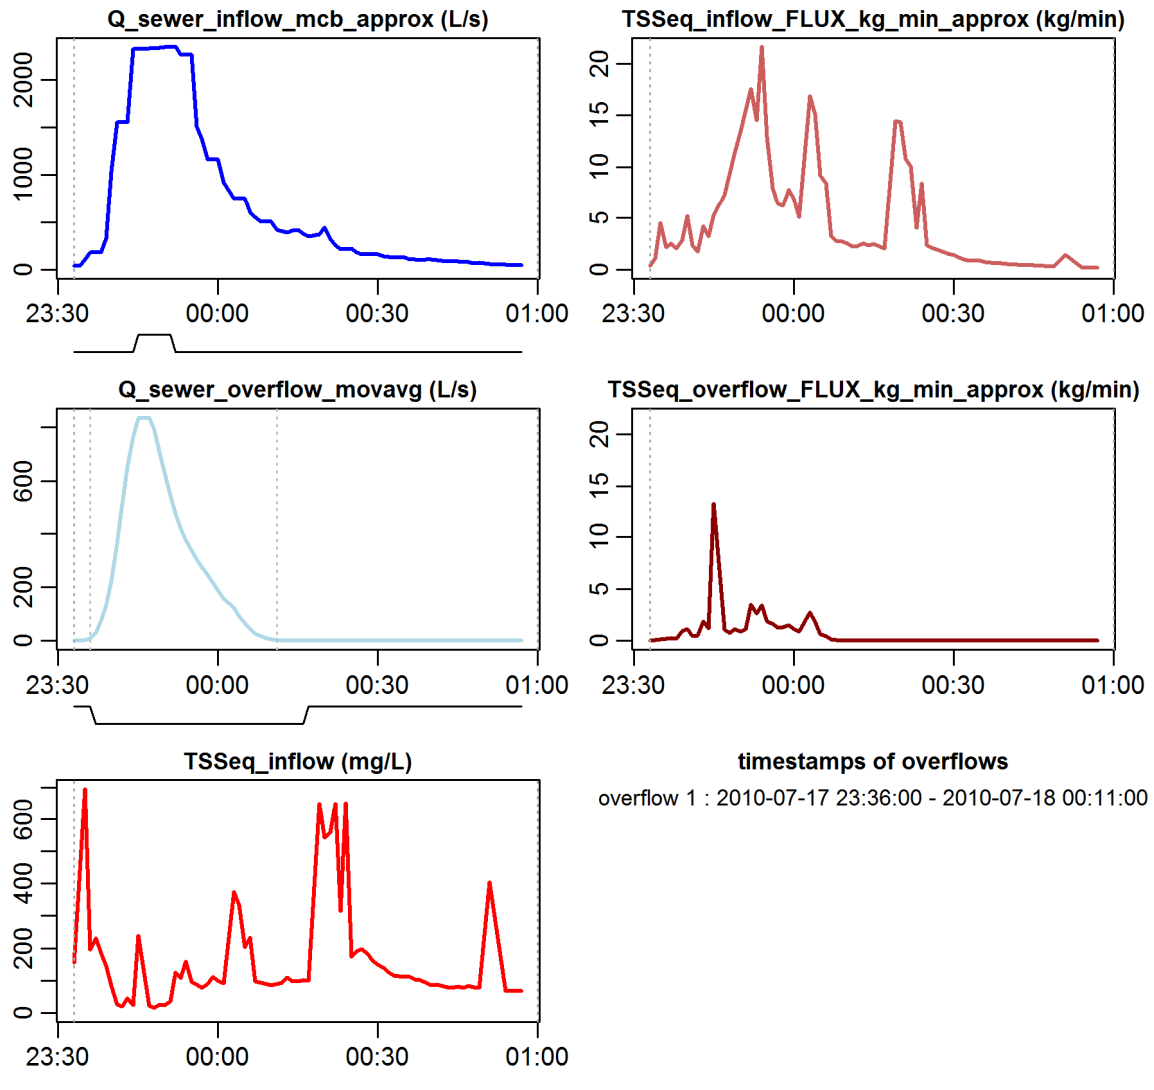 Q_sewer_inflow_mcb_approx (L/s)
2000
1000
0
23:30 00:00 00:30 01:00
TSSeq_inflow_FLUX_kg_min_approx (kg/min)
20
15
10
5
0
23:30 00:00 00:30 01:00
Q_sewer_overflow_movavg (L/s)
600
200
0
23:30 00:00 00:30 01:00
TSSeq_overflow_FLUX_kg_min_approx (kg/min)
20
15
10
5
0
23:30 00:00 00:30 01:00
TSSeq_inflow (mg/L)
600
400
200
0
23:30 00:00 00:30 01:00
timestamps of overflows
overflow 1 : 2010-07-17 23:36:00 - 2010-07-18 00:11:00